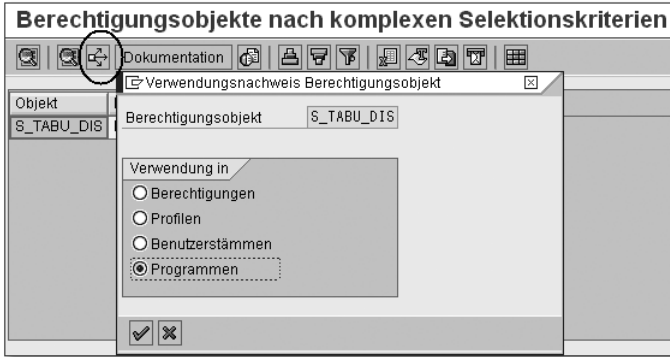 Berechtigungsobjekte nach komplexen Selektionskriterien
Dokumentation
Verwendungsnachweis Berechtigungsobjekt
Objekt
Berechtigungsobjekt S_TABU_DIS
S_TABU_DIS
Verwendung in
Berechtigungen
Profilen
Benutzerstämmen
Programmen